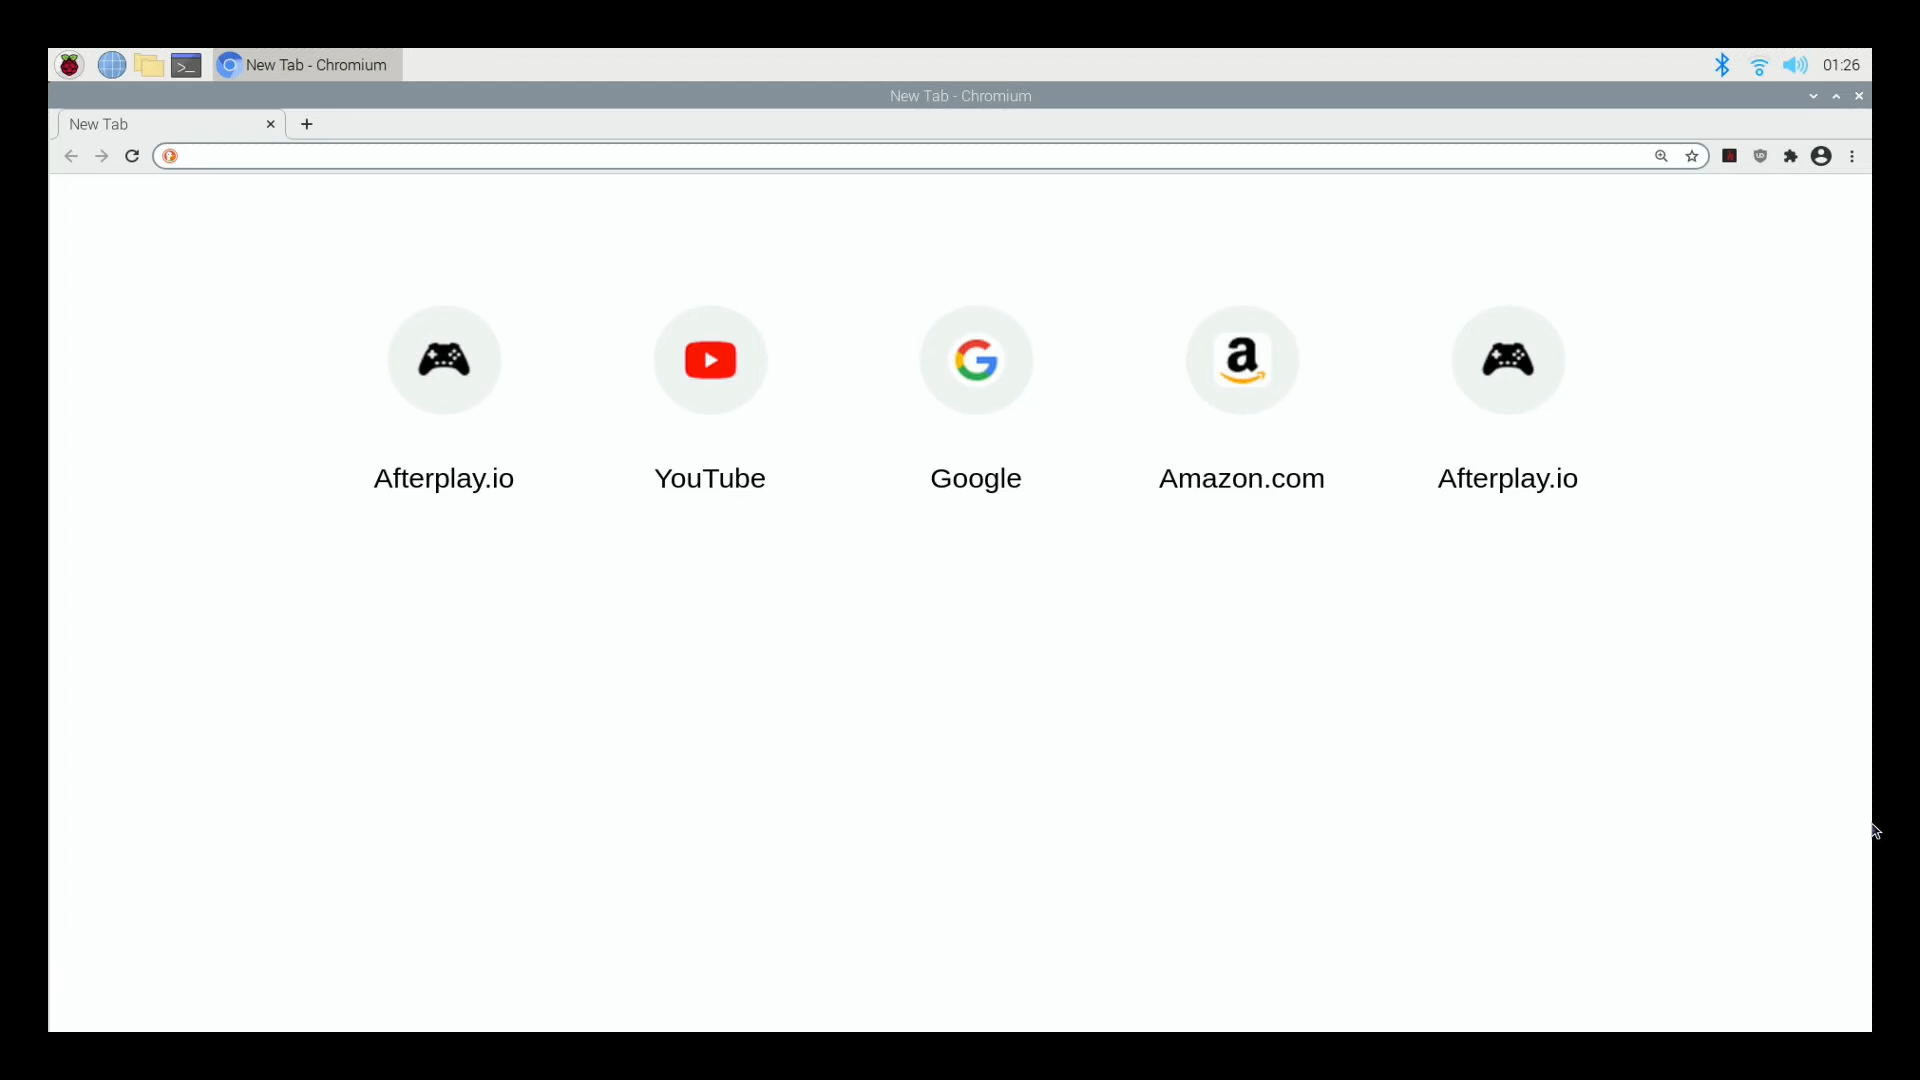 New Tab - Chromium
01:26
New Tab - Chromium
New Tab
Afterplay.io
YouTube
Google
Amazon.com
Afterplay.io